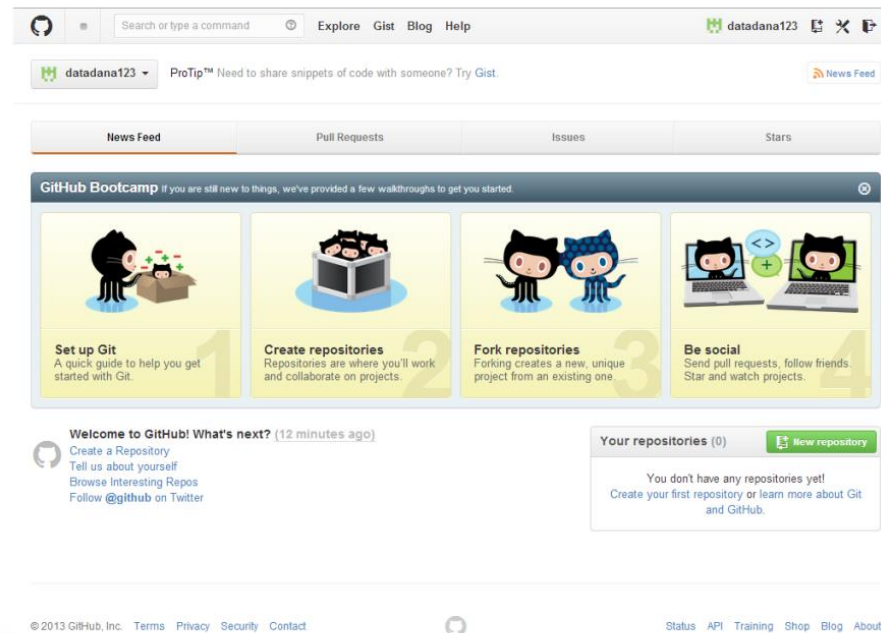 Search or type a command
Explore Gist Blog Help
datadana123
datadana123
ProTip™ Need to share snippets of code with someone? Try Gist.
News Feed
News Feed
Pull Requests
Issues
Stars
GitHub Bootcamp If you are still new to things, we've provided a few walkthroughs to get you started.
<>
1
Set up Git
A quick guide to help you get
started with Git.
2
Create repositories
Repositories are where you'll work
and collaborate on projects.
3
Fork repositories
Forking creates a new, unique
project from an existing one.
4
Be social
Send pull requests, follow friends.
Star and watch projects.
Welcome to GitHub! What's next? (12 minutes ago)
Create a Repository
Tell us about yourself
Browse Interesting Repos
Follow @github on Twitter
Your repositories (0)
New repository
You don't have any repositories yet!
Create your first repository or learn more about Git
and GitHub.
© 2013 GitHub, Inc. Terms Privacy Security Contact
Status API Training Shop Blog About